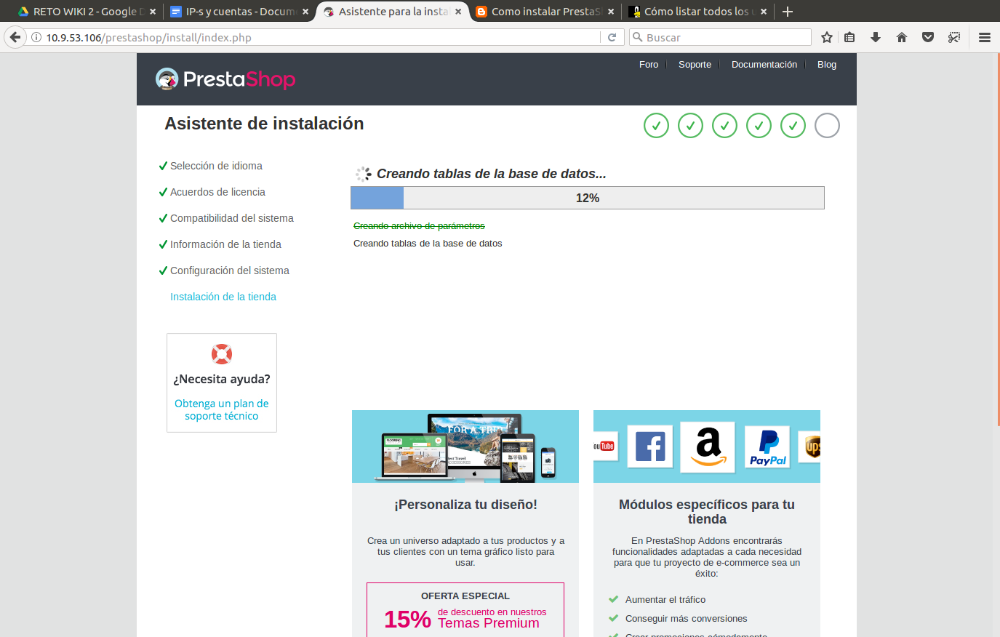 RETO WIKI 2 - Google D
IP-s y cuentas - Docume
Asistente para la insta
Como instalar PrestaS
Cómo listar todos los u
10.9.53.106/prestashop/install/index.php
Buscar
PrestaShop
Foro
Soporte
Documentación
Blog
Asistente de instalación
Selección de idioma
Acuerdos de licencia
Compatibilidad del sistema
Información de la tienda
Configuración del sistema
Instalación de la tienda
¿Necesita ayuda?
Obtenga un plan de
soporte técnico
Creando tablas de la base de datos...
12%
Creando archivo de parámetros
Creando tablas de la base de datos
FOR A TRE
¡Personaliza tu diseño!
Crea un universo adaptado a tus productos y a
tus clientes con un tema gráfico listo para
usar.
OFERTA ESPECIAL
15%
de descuento en nuestros
Temas Premium
ouTube
PayPal
ups
Módulos específicos para tu
tienda
En PrestaShop Addons encontrarás
funcionalidades adaptadas a cada necesidad
para que tu proyecto de e-commerce sea un
éxito:
Aumentar el tráfico
Conseguir más conversiones
Crear promociones cómodamente